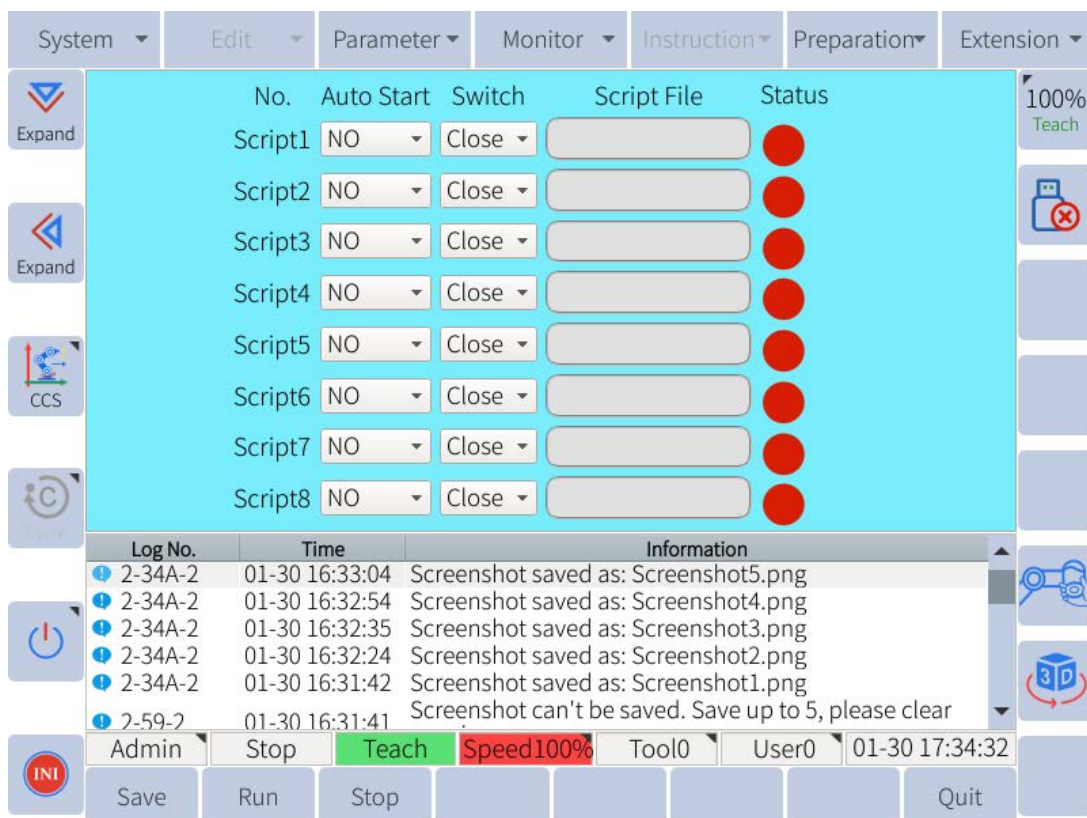 System Edit Parameter Monitor Instruction Preparation Extension
Expand
Expand
CCS
Cycle
INI
No. Auto Start Switch Script File Status
Script1 NO Close
Script2 NO Close
Script3 NO Close
Script4 NO Close
Script5 NO Close
Script6 NO Close
Script7 NO Close
Script8 NO Close
100%
Teach
3D
Log No. Time Information
2-34A-2 01-30 16:33:04 Screenshot saved as: Screenshot5.png
2-34A-2 01-30 16:32:54 Screenshot saved as: Screenshot4.png
2-34A-2 01-30 16:32:35 Screenshot saved as: Screenshot3.png
2-34A-2 01-30 16:32:24 Screenshot saved as: Screenshot2.png
2-34A-2 01-30 16:31:42 Screenshot saved as: Screenshot1.png
2-59-2 01-30 16:31:41 Screenshot can't be saved. Save up to 5, please clear
Admin Stop Teach Speed100% Tool0 User0 01-30 17:34:32
Save Run Stop Quit